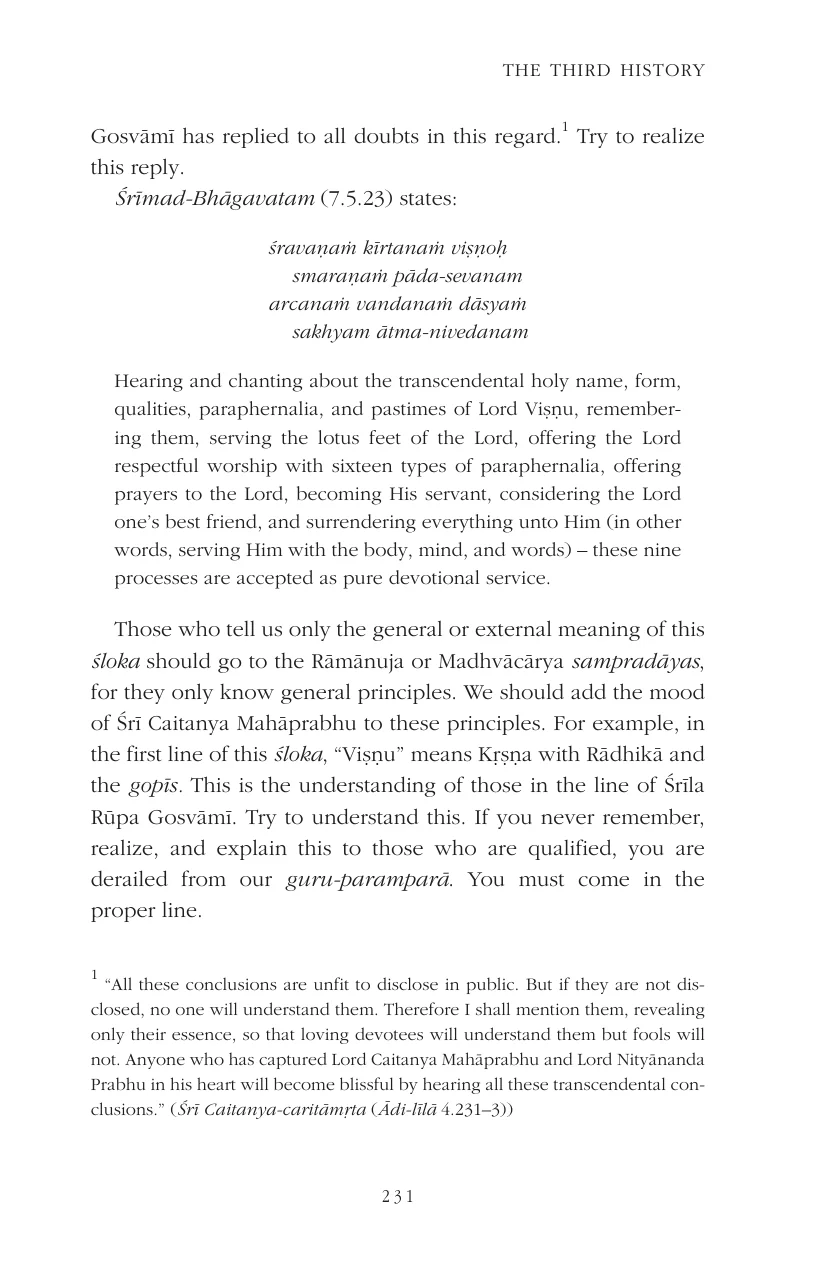 THE THIRD HISTORY
Gosvāmī has replied to all doubts in this regard.1 Try to realize
this reply.
Śrīmad-Bhāgavatam (7.5.23) states:
śravaṇaṁ kīrtanaṁ viṣṇoḥ
smaraṇaṁ pāda-sevanam
arcanaṁ vandanaṁ dāsyaṁ
sakhyam ātma-nivedanam
Hearing and chanting about the transcendental holy name, form,
qualities, paraphernalia, and pastimes of Lord Viṣṇu, remember-
ing them, serving the lotus feet of the Lord, offering the Lord
respectful worship with sixteen types of paraphernalia, offering
prayers to the Lord, becoming His servant, considering the Lord
one’s best friend, and surrendering everything unto Him (in other
words, serving Him with the body, mind, and words) – these nine
processes are accepted as pure devotional service.
Those who tell us only the general or external meaning of this
śloka should go to the Rāmānuja or Madhvācārya sampradāyas,
for they only know general principles. We should add the mood
of Śrī Caitanya Mahāprabhu to these principles. For example, in
the first line of this śloka, “Viṣṇu” means Kṛṣṇa with Rādhikā and
the gopīs. This is the understanding of those in the line of Śrīla
Rūpa Gosvāmī. Try to understand this. If you never remember,
realize, and explain this to those who are qualified, you are
derailed from our guru-paramparā. You must come in the
proper line.
1 “All these conclusions are unfit to disclose in public. But if they are not dis-
closed, no one will understand them. Therefore I shall mention them, revealing
only their essence, so that loving devotees will understand them but fools will
not. Anyone who has captured Lord Caitanya Mahāprabhu and Lord Nityānanda
Prabhu in his heart will become blissful by hearing all these transcendental con-
clusions.” (Śrī Caitanya-caritāmṛta (Ādi-līlā 4.231–3))
231